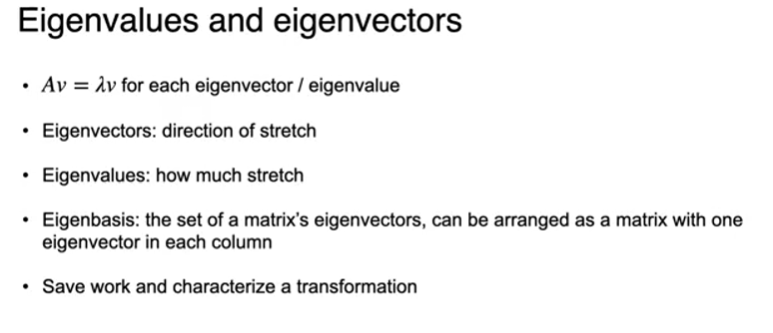 Eigenvalues and eigenvectors
• Av = λv for each eigenvector / eigenvalue
• Eigenvectors: direction of stretch
• Eigenvalues: how much stretch
• Eigenbasis: the set of a matrix's eigenvectors, can be arranged as a matrix with one
eigenvector in each column
• Save work and characterize a transformation